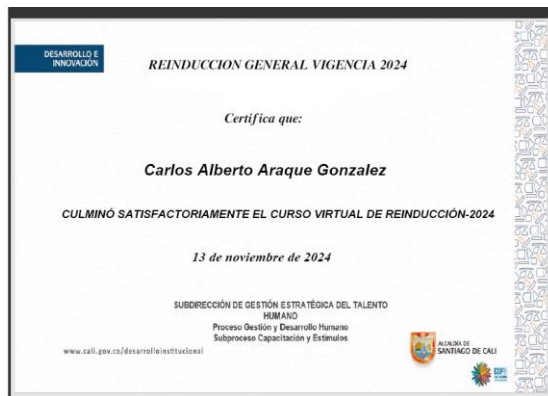 DESARROLLO E
INNOVACIÓN
REINDUCCION GENERAL VIGENCIA 2024
Certifica que:
Carlos Alberto Araque Gonzalez
CULMINÓ SATISFACTORIAMENTE EL CURSO VIRTUAL DE REINDUCCIÓN-2024
13 de noviembre de 2024
SUBDIRECCIÓN DE GESTIÓN ESTRATÉGICA DEL TALENTO
HUMANO
Proceso Gestión y Desarrollo Humano
Subproceso Capacitación y Estimulos
www.cali.gov.co/desarrolloinstitucional
ALCALDÍA DE
SANTIAGO DE CALI